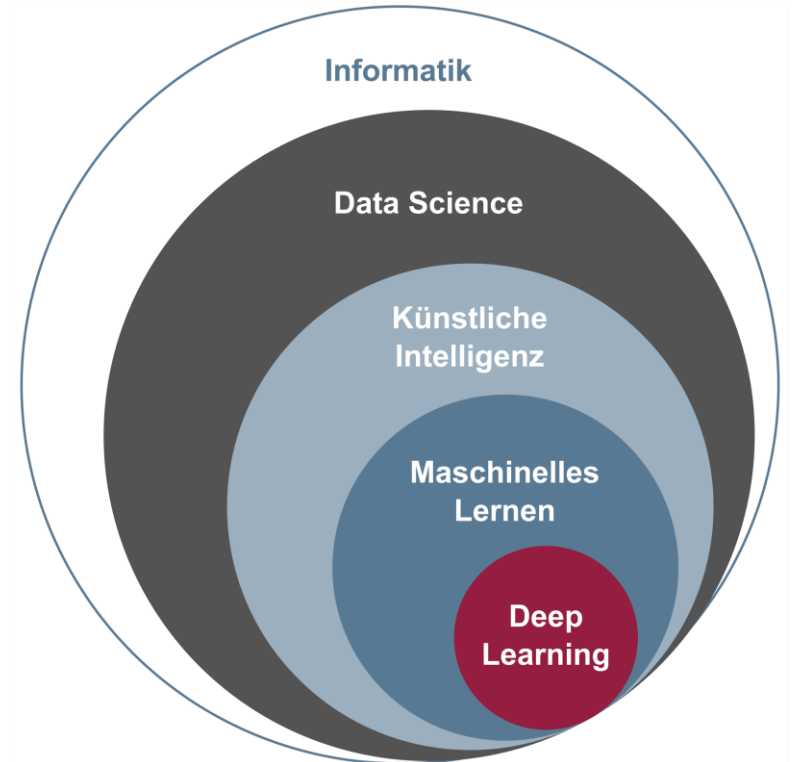 Informatik
Data Science
Künstliche
Intelligenz
Maschinelles
Lernen
Deep
Learning